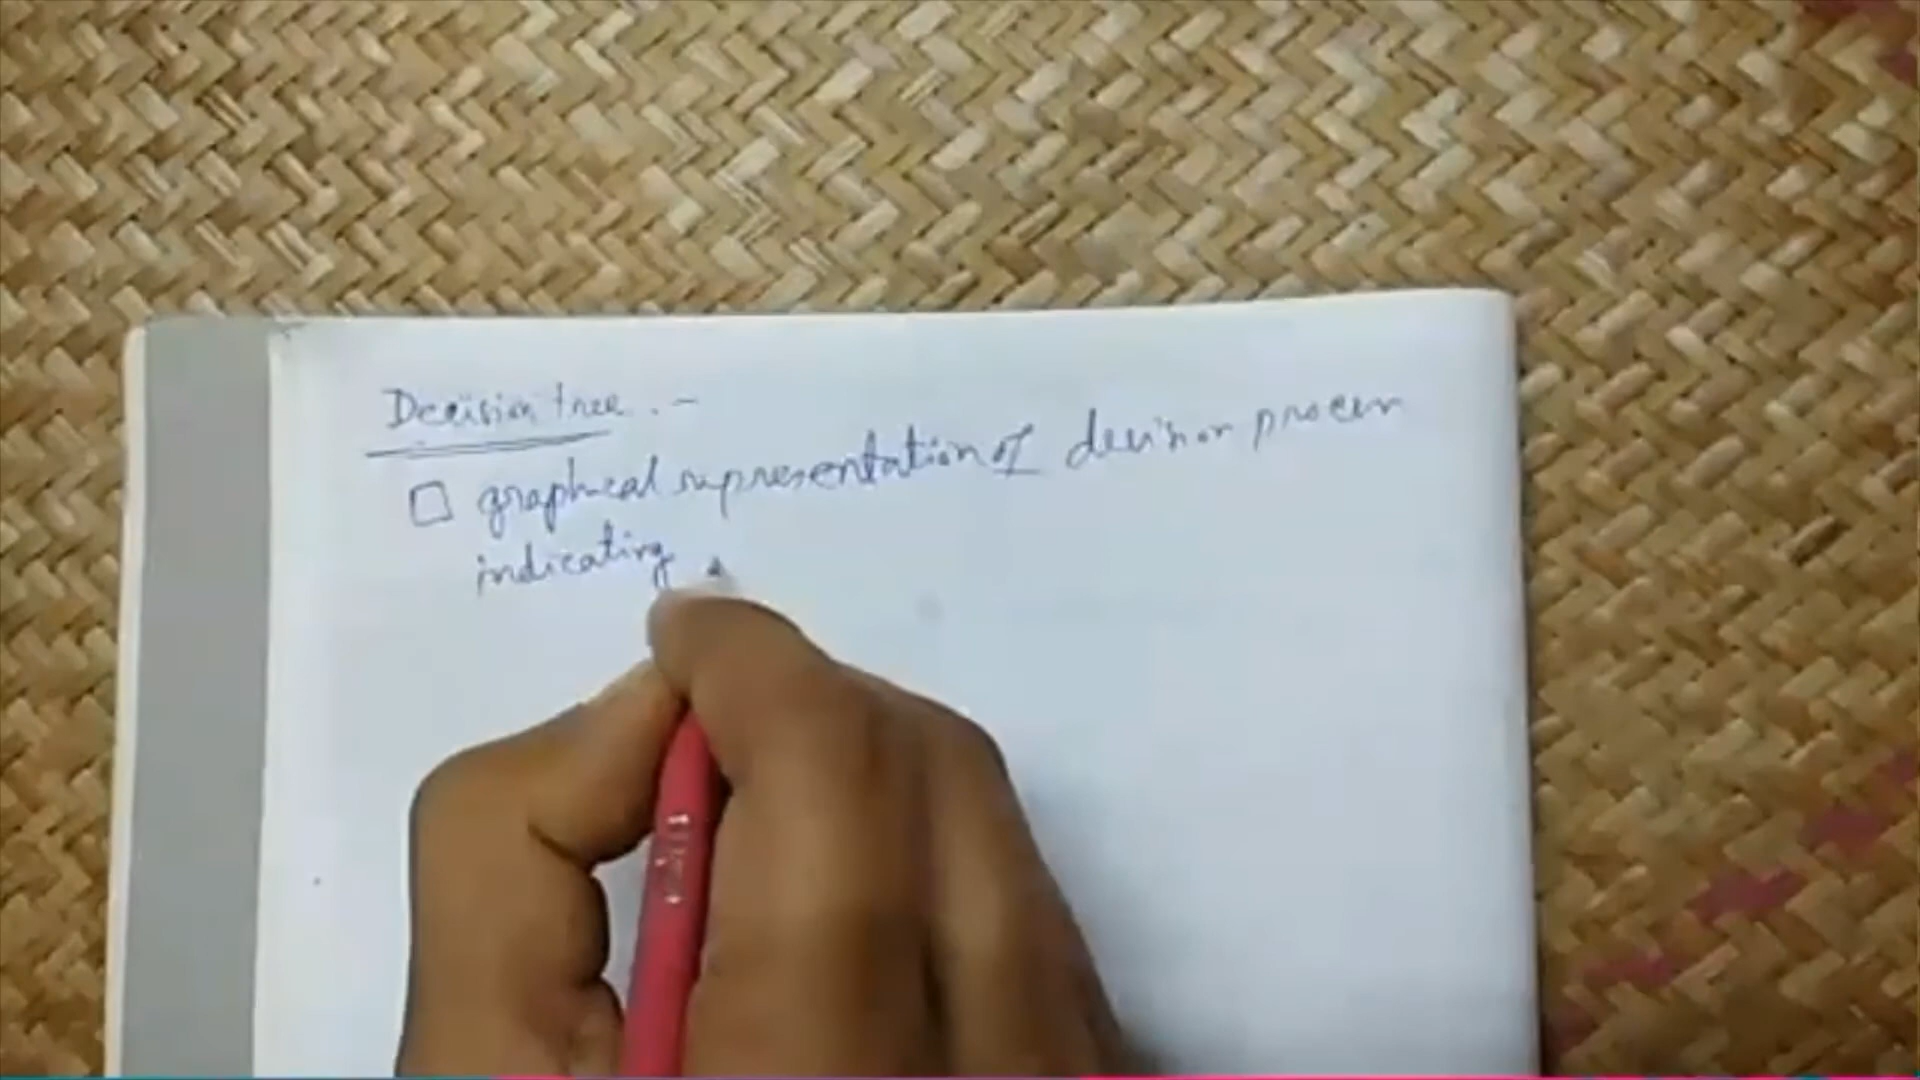 Decision tree . -
□ graphical representation of decision process
indicating